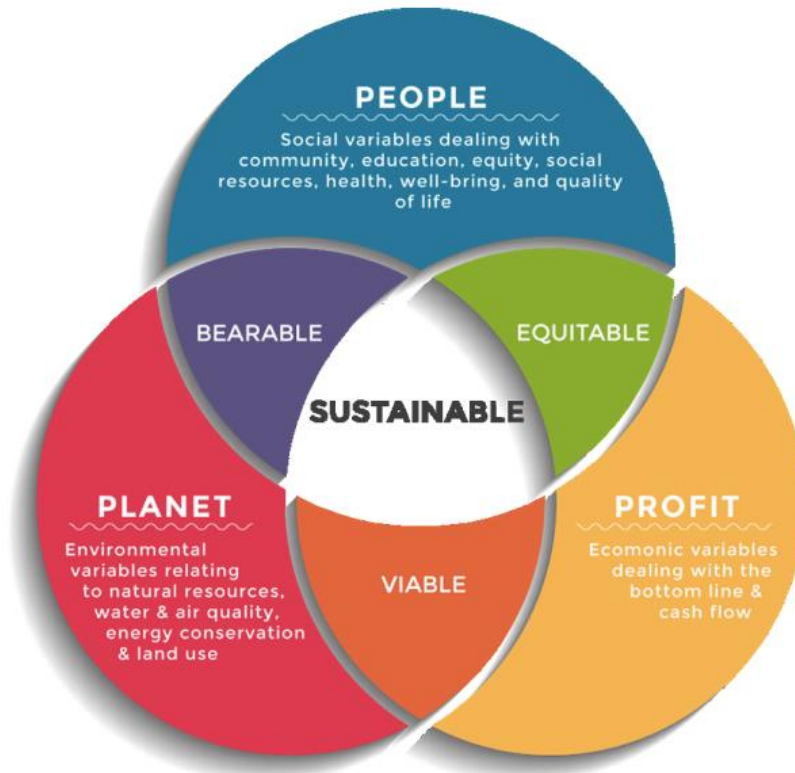 PEOPLE
Social variables dealing with
community, education, equity, social
resources, health, well-bring, and quality
of life
BEARABLE
EQUITABLE
SUSTAINABLE
PLANET
Environmental
variables relating
to natural resources,
water & air quality,
energy conservation
& land use
VIABLE
PROFIT
Ecomonic variables
dealing with the
bottom line &
cash flow